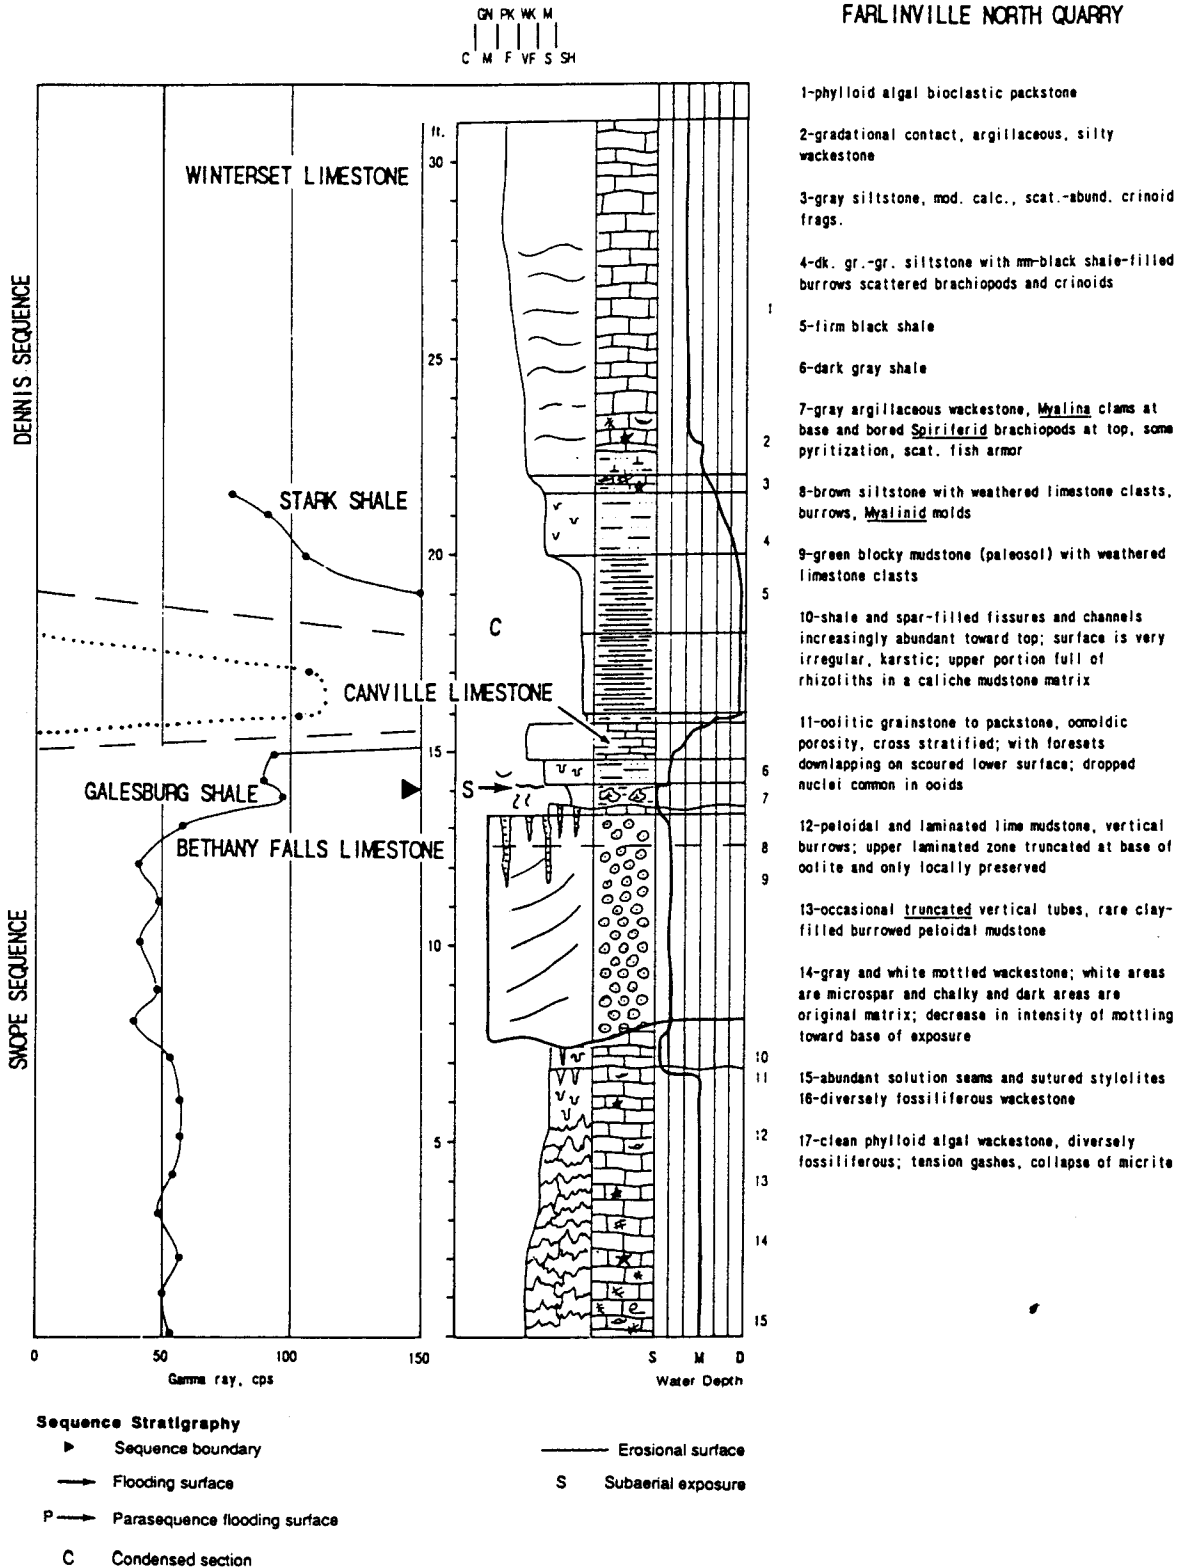 GN PK WK M
C M F VF S SH
FARLINVILLE NORTH QUARRY
DENNIS SEQUENCE
SWOPE SEQUENCE
WINTERSET LIMESTONE
STARK SHALE
CANVILLE LIMESTONE
GALESBURG SHALE
BETHANY FALLS LIMESTONE
ft.
30
25
20
15
10
5
C
S
1
2
3
4
5
6
7
8
9
10
11
12
13
14
15
0 50 100 150
Gamma ray, cps
S M D
Water Depth
1-phylloid algal bioclastic packstone
2-gradational contact, argillaceous, silty
wackestone
3-gray siltstone, mod. calc., scat.-abund. crinoid
frags.
4-dk. gr.-gr. siltstone with mm-black shale-filled
burrows scattered brachiopods and crinoids
5-firm black shale
6-dark gray shale
7-gray argillaceous wackestone, Myalina clams at
base and bored Spiriferid brachiopods at top, some
pyritization, scat. fish armor
8-brown siltstone with weathered limestone clasts,
burrows, Myalinid molds
9-green blocky mudstone (paleosol) with weathered
limestone clasts
10-shale and spar-filled fissures and channels
increasingly abundant toward top; surface is very
irregular, karstic; upper portion full of
rhizoliths in a caliche mudstone matrix
11-oolitic grainstone to packstone, oomoldic
porosity, cross stratified; with foresets
downlapping on scoured lower surface; dropped
nuclei common in ooids
12-peloidal and laminated lime mudstone, vertical
burrows; upper laminated zone truncated at base of
oolite and only locally preserved
13-occasional truncated vertical tubes, rare clay-
filled burrowed peloidal mudstone
14-gray and white mottled wackestone; white areas
are microspar and chalky and dark areas are
original matrix; decrease in intensity of mottling
toward base of exposure
15-abundant solution seams and sutured stylolites
16-diversely fossiliferous wackestone
17-clean phylloid algal wackestone, diversely
fossiliferous; tension gashes, collapse of micrite
Sequence Stratigraphy
Sequence boundary
Flooding surface
P Parasequence flooding surface
C Condensed section
Erosional surface
S Subaerial exposure